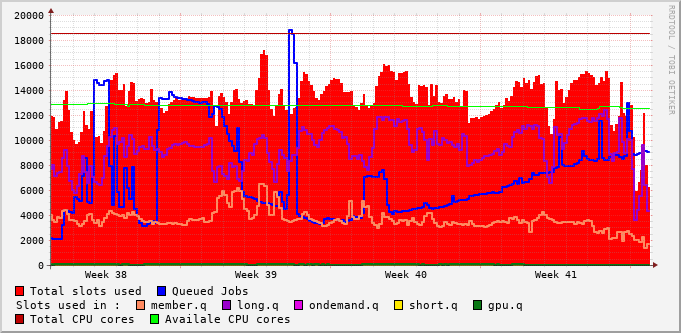 20000
18000
16000
14000
12000
10000
8000
6000
4000
2000
0
Week 38 Week 39 Week 40 Week 41
RRDTOOL / TOBI OETIKER
Total slots used Queued Jobs
Slots used in : member.q long.q ondemand.q short.q gpu.q
Total CPU cores Availale CPU cores